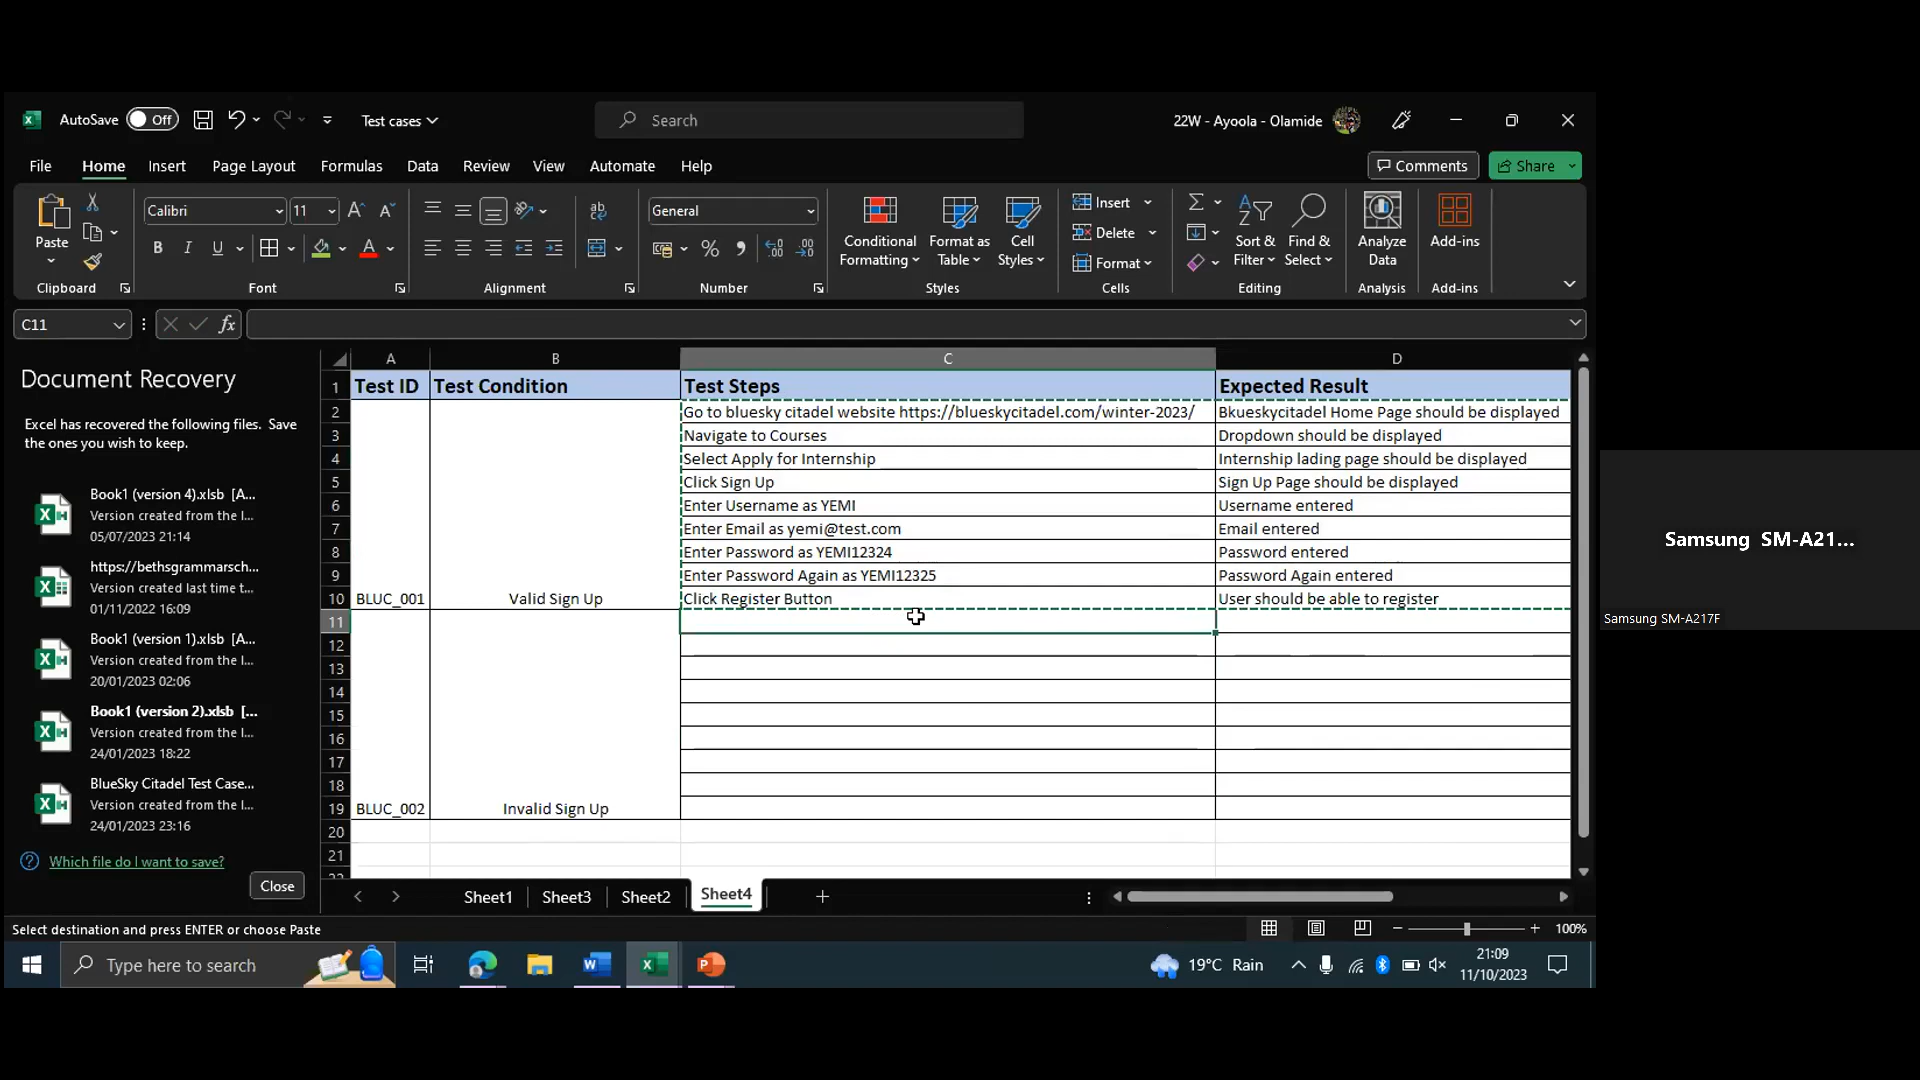 AutoSave Off Test cases Search 22W - Ayoola - Olamide
File Home Insert Page Layout Formulas Data Review View Automate Help Comments Share
Paste Calibri 11 General Conditional Formatting Format as Table Cell Styles Insert Delete Format Sort & Filter Find & Select Analyze Data Add-ins
Clipboard Font Alignment Number Styles Cells Editing Analysis Add-ins
C11 fx
Document Recovery
Excel has recovered the following files. Save
the ones you wish to keep.
Book1 (version 4).xlsb [A...
Version created from the l...
05/07/2023 21:14
https://bethsgrammarsch...
Version created last time t...
01/11/2022 16:09
Book1 (version 1).xlsb [A...
Version created from the l...
20/01/2023 02:06
Book1 (version 2).xlsb [...
Version created from the l...
24/01/2023 18:22
BlueSky Citadel Test Case...
Version created from the l...
24/01/2023 23:16
Which file do I want to save?
Close
A B C D
1 Test ID Test Condition Test Steps Expected Result
2 Go to bluesky citadel website https://blueskycitadel.com/winter-2023/ Bkueskycitadel Home Page should be displayed
3 Navigate to Courses Dropdown should be displayed
4 Select Apply for Internship Internship lading page should be displayed
5 Click Sign Up Sign Up Page should be displayed
6 Enter Username as YEMI Username entered
7 Enter Email as yemi@test.com Email entered
8 Enter Password as YEMI12324 Password entered
9 Enter Password Again as YEMI12325 Password Again entered
10 BLUC_001 Valid Sign Up Click Register Button User should be able to register
11
12
13
14
15
16
17
18
19 BLUC_002 Invalid Sign Up
20
21
Sheet1 Sheet3 Sheet2 Sheet4
Select destination and press ENTER or choose Paste 100%
Type here to search 19°C Rain 21:09
11/10/2023
Samsung SM-A21...
Samsung SM-A217F